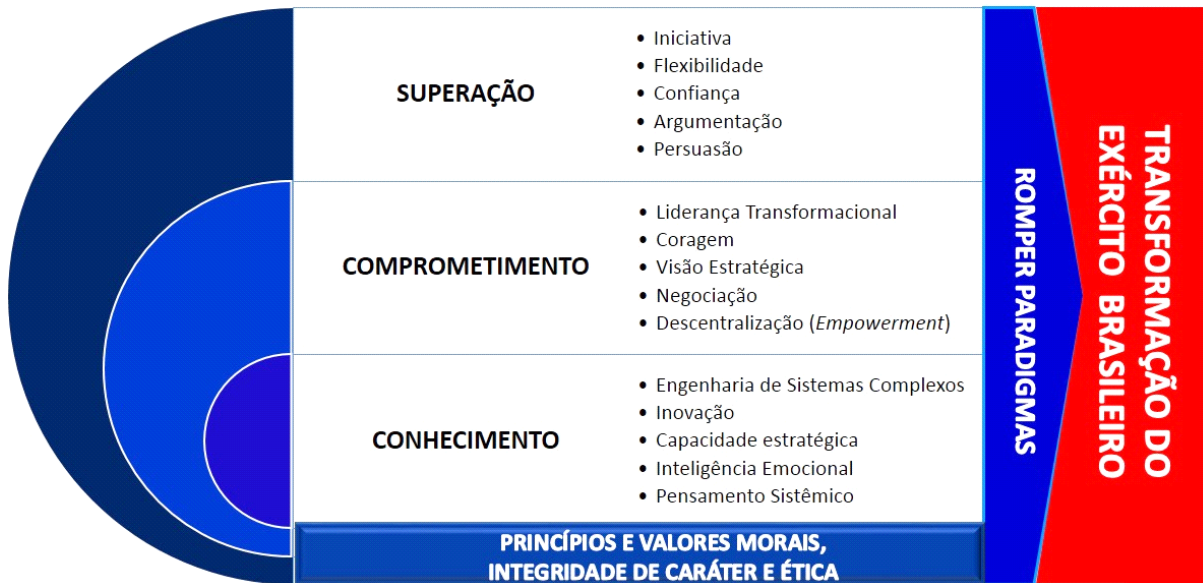 SUPERAÇÃO
• Iniciativa
• Flexibilidade
• Confiança
• Argumentação
• Persuasão
COMPROMETIMENTO
• Liderança Transformacional
• Coragem
• Visão Estratégica
• Negociação
• Descentralização (Empowerment)
CONHECIMENTO
• Engenharia de Sistemas Complexos
• Inovação
• Capacidade estratégica
• Inteligência Emocional
• Pensamento Sistêmico
PRINCÍPIOS E VALORES MORAIS,
INTEGRIDADE DE CARÁTER E ÉTICA
ROMPER PARADIGMAS
TRANSFORMAÇÃO DO
EXÉRCITO BRASILEIRO